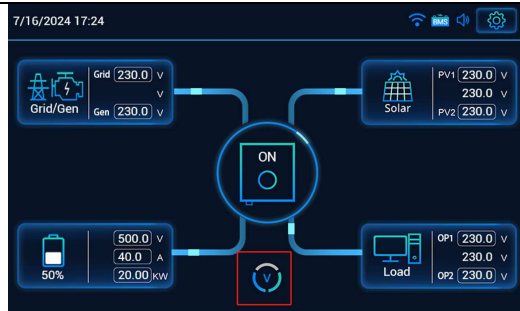 7/16/2024 17:24
BMS
Grid/Gen
Grid 230.0 V
V
Gen 230.0 V
Solar
PV1 230.0 V
230.0 V
PV2 230.0 V
ON
50%
500.0 V
40.0 A
20.00 KW
V
Load
OP1 230.0 V
230.0 V
OP2 230.0 V